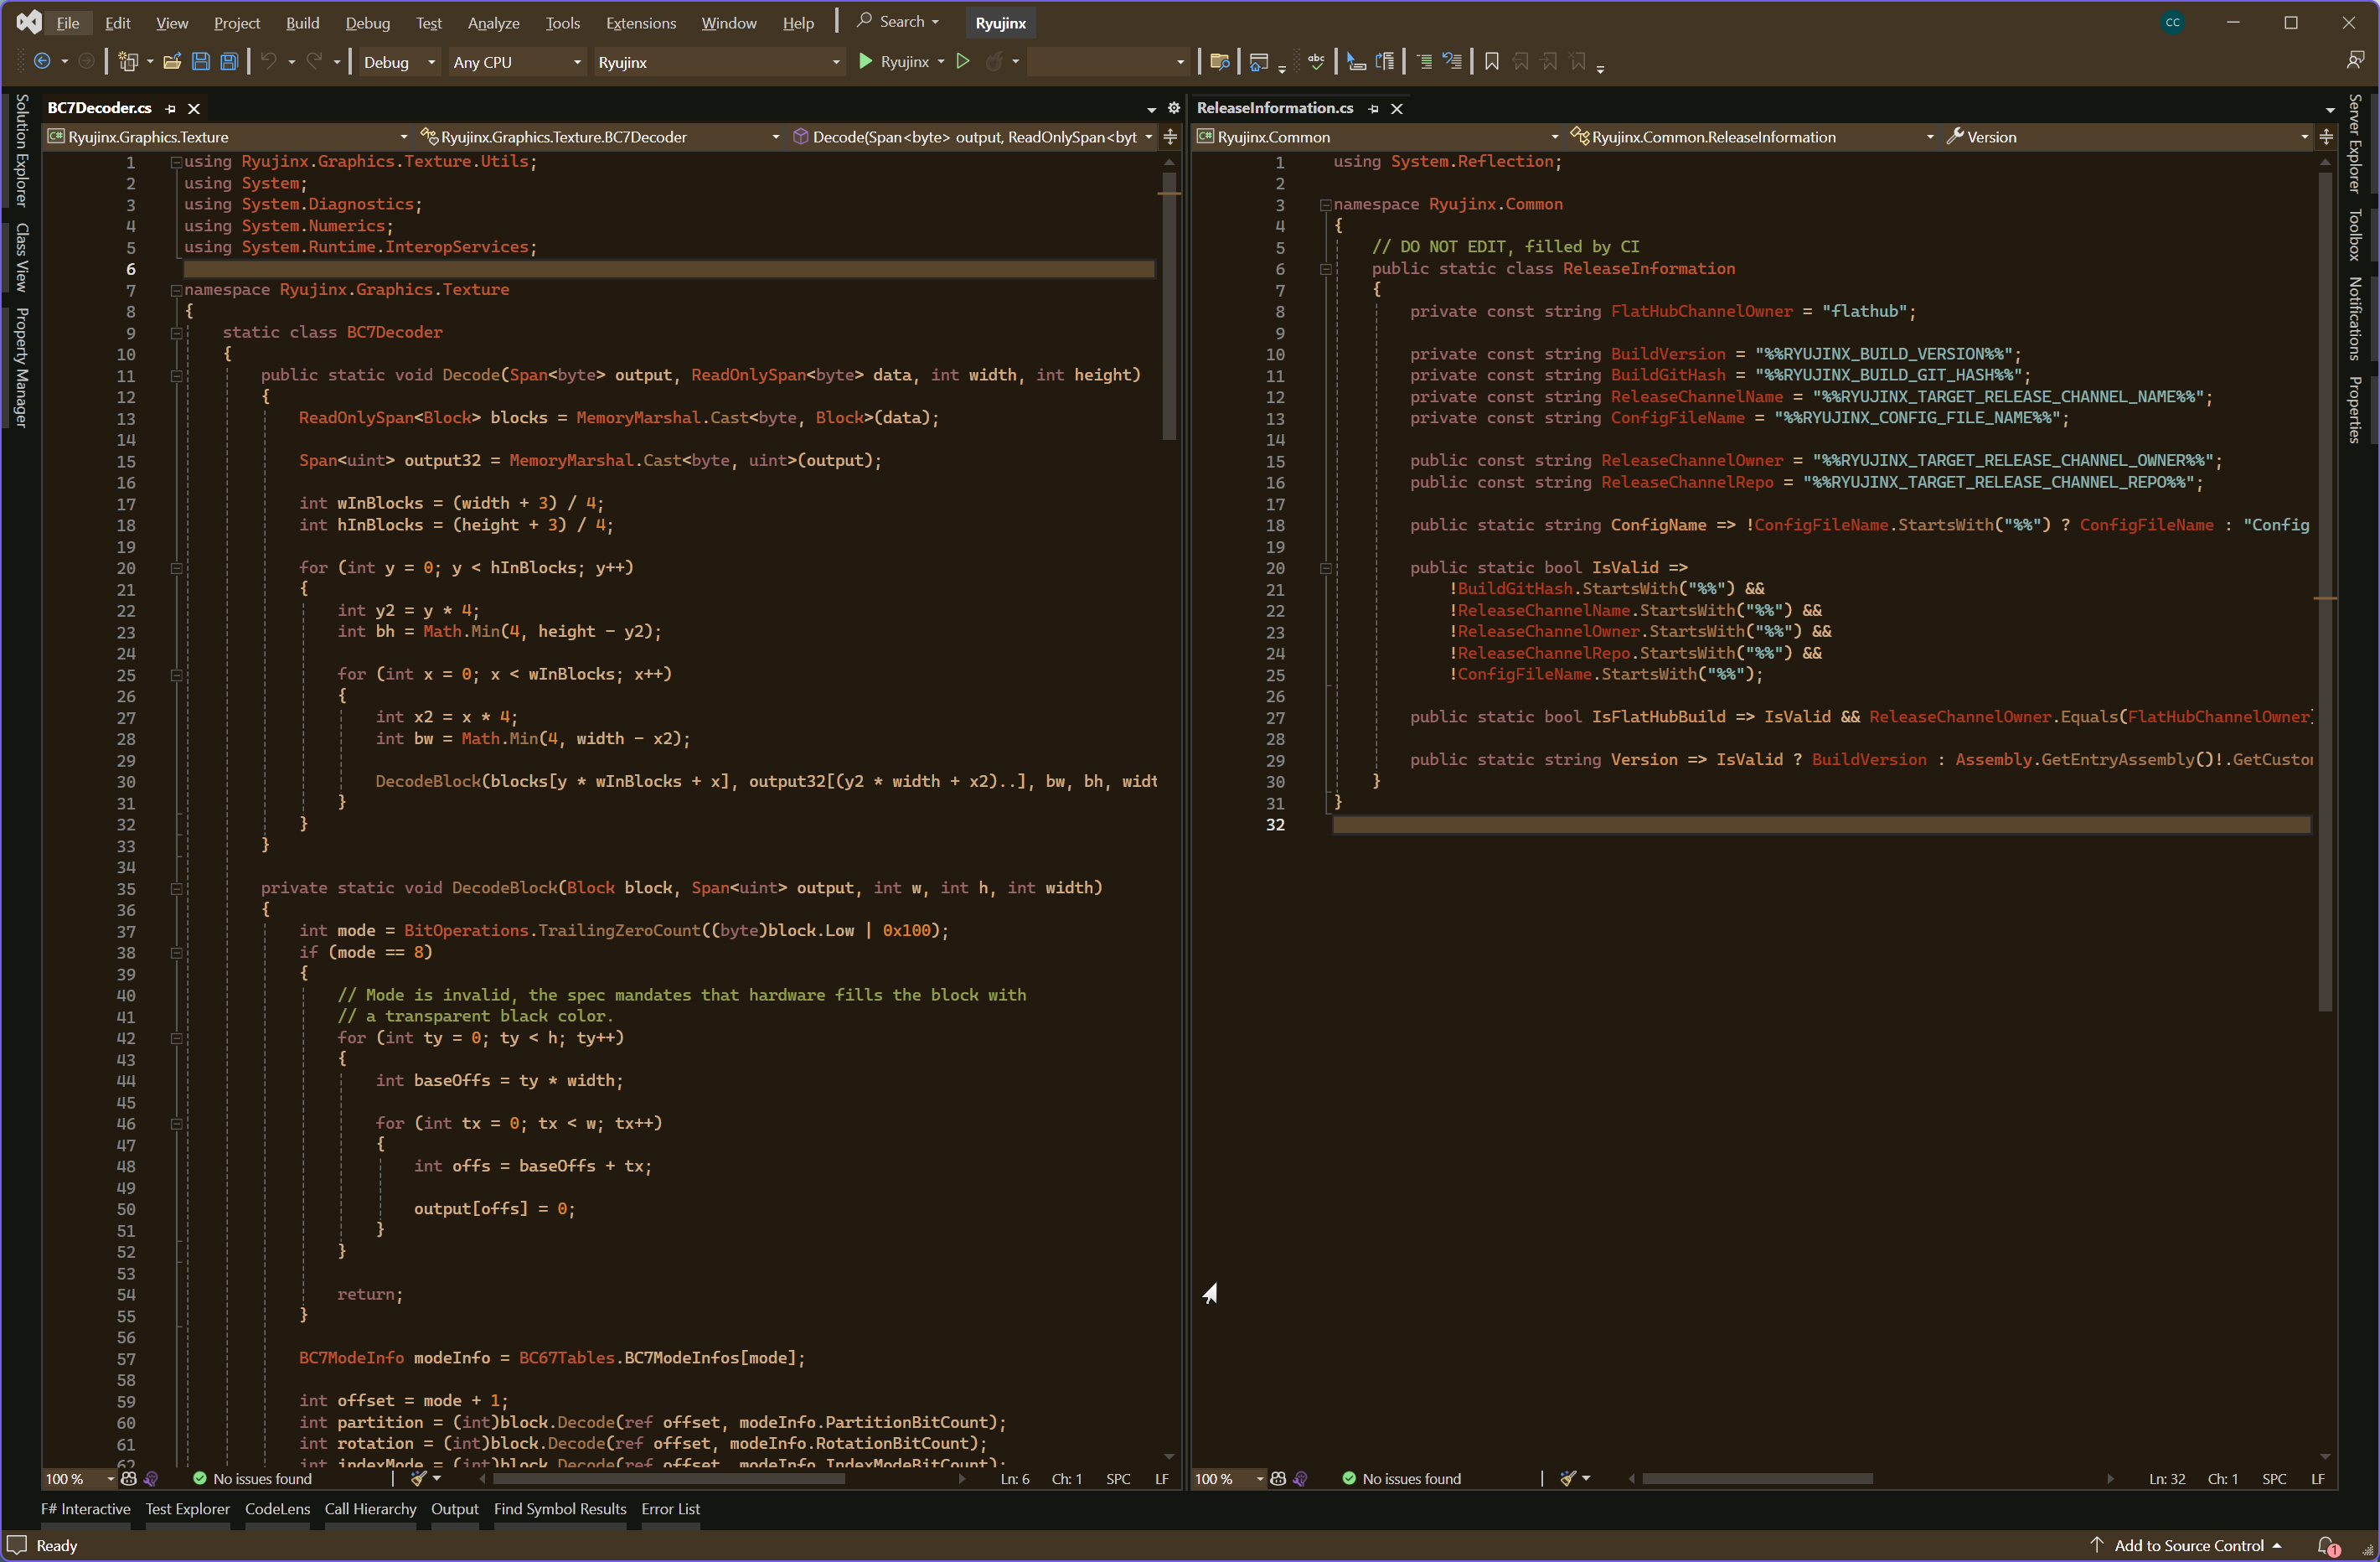 File Edit View Project Build Debug Test Analyze Tools Extensions Window Help Search Ryujinx CC
Debug Any CPU Ryujinx Ryujinx abc
Solution Explorer
Class View
Property Manager
BC7Decoder.cs
C# Ryujinx.Graphics.Texture Ryujinx.Graphics.Texture.BC7Decoder Decode(Span<byte> output, ReadOnlySpan<byt
1 using Ryujinx.Graphics.Texture.Utils;
2 using System;
3 using System.Diagnostics;
4 using System.Numerics;
5 using System.Runtime.InteropServices;
6
7 namespace Ryujinx.Graphics.Texture
8 {
9 static class BC7Decoder
10 {
11 public static void Decode(Span<byte> output, ReadOnlySpan<byte> data, int width, int height)
12 {
13 ReadOnlySpan<Block> blocks = MemoryMarshal.Cast<byte, Block>(data);
14
15 Span<uint> output32 = MemoryMarshal.Cast<byte, uint>(output);
16
17 int wInBlocks = (width + 3) / 4;
18 int hInBlocks = (height + 3) / 4;
19
20 for (int y = 0; y < hInBlocks; y++)
21 {
22 int y2 = y * 4;
23 int bh = Math.Min(4, height - y2);
24
25 for (int x = 0; x < wInBlocks; x++)
26 {
27 int x2 = x * 4;
28 int bw = Math.Min(4, width - x2);
29
30 DecodeBlock(blocks[y * wInBlocks + x], output32[(y2 * width + x2)..], bw, bh, widt
31 }
32 }
33 }
34
35 private static void DecodeBlock(Block block, Span<uint> output, int w, int h, int width)
36 {
37 int mode = BitOperations.TrailingZeroCount((byte)block.Low | 0x100);
38 if (mode == 8)
39 {
40 // Mode is invalid, the spec mandates that hardware fills the block with
41 // a transparent black color.
42 for (int ty = 0; ty < h; ty++)
43 {
44 int baseOffs = ty * width;
45
46 for (int tx = 0; tx < w; tx++)
47 {
48 int offs = baseOffs + tx;
49
50 output[offs] = 0;
51 }
52 }
53
54 return;
55 }
56
57 BC7ModeInfo modeInfo = BC67Tables.BC7ModeInfos[mode];
58
59 int offset = mode + 1;
60 int partition = (int)block.Decode(ref offset, modeInfo.PartitionBitCount);
61 int rotation = (int)block.Decode(ref offset, modeInfo.RotationBitCount);
62 int indexMode = (int)block.Decode(ref offset, modeInfo.IndexModeBitCount);
100 % No issues found Ln: 6 Ch: 1 SPC LF
ReleaseInformation.cs
C# Ryujinx.Common Ryujinx.Common.ReleaseInformation Version
1 using System.Reflection;
2
3 namespace Ryujinx.Common
4 {
5 // DO NOT EDIT, filled by CI
6 public static class ReleaseInformation
7 {
8 private const string FlatHubChannelOwner = "flathub";
9
10 private const string BuildVersion = "%%RYUJINX_BUILD_VERSION%%";
11 private const string BuildGitHash = "%%RYUJINX_BUILD_GIT_HASH%%";
12 private const string ReleaseChannelName = "%%RYUJINX_TARGET_RELEASE_CHANNEL_NAME%%";
13 private const string ConfigFileName = "%%RYUJINX_CONFIG_FILE_NAME%%";
14
15 public const string ReleaseChannelOwner = "%%RYUJINX_TARGET_RELEASE_CHANNEL_OWNER%%";
16 public const string ReleaseChannelRepo = "%%RYUJINX_TARGET_RELEASE_CHANNEL_REPO%%";
17
18 public static string ConfigName => !ConfigFileName.StartsWith("%%") ? ConfigFileName : "Config
19
20 public static bool IsValid =>
21 !BuildGitHash.StartsWith("%%") &&
22 !ReleaseChannelName.StartsWith("%%") &&
23 !ReleaseChannelOwner.StartsWith("%%") &&
24 !ReleaseChannelRepo.StartsWith("%%") &&
25 !ConfigFileName.StartsWith("%%");
26
27 public static bool IsFlatHubBuild => IsValid && ReleaseChannelOwner.Equals(FlatHubChannelOwner
28
29 public static string Version => IsValid ? BuildVersion : Assembly.GetEntryAssembly()!.GetCusto
30 }
31 }
32
100 % No issues found Ln: 32 Ch: 1 SPC LF
Server Explorer
Toolbox
Notifications
Properties
F# Interactive Test Explorer CodeLens Call Hierarchy Output Find Symbol Results Error List
Ready Add to Source Control 1